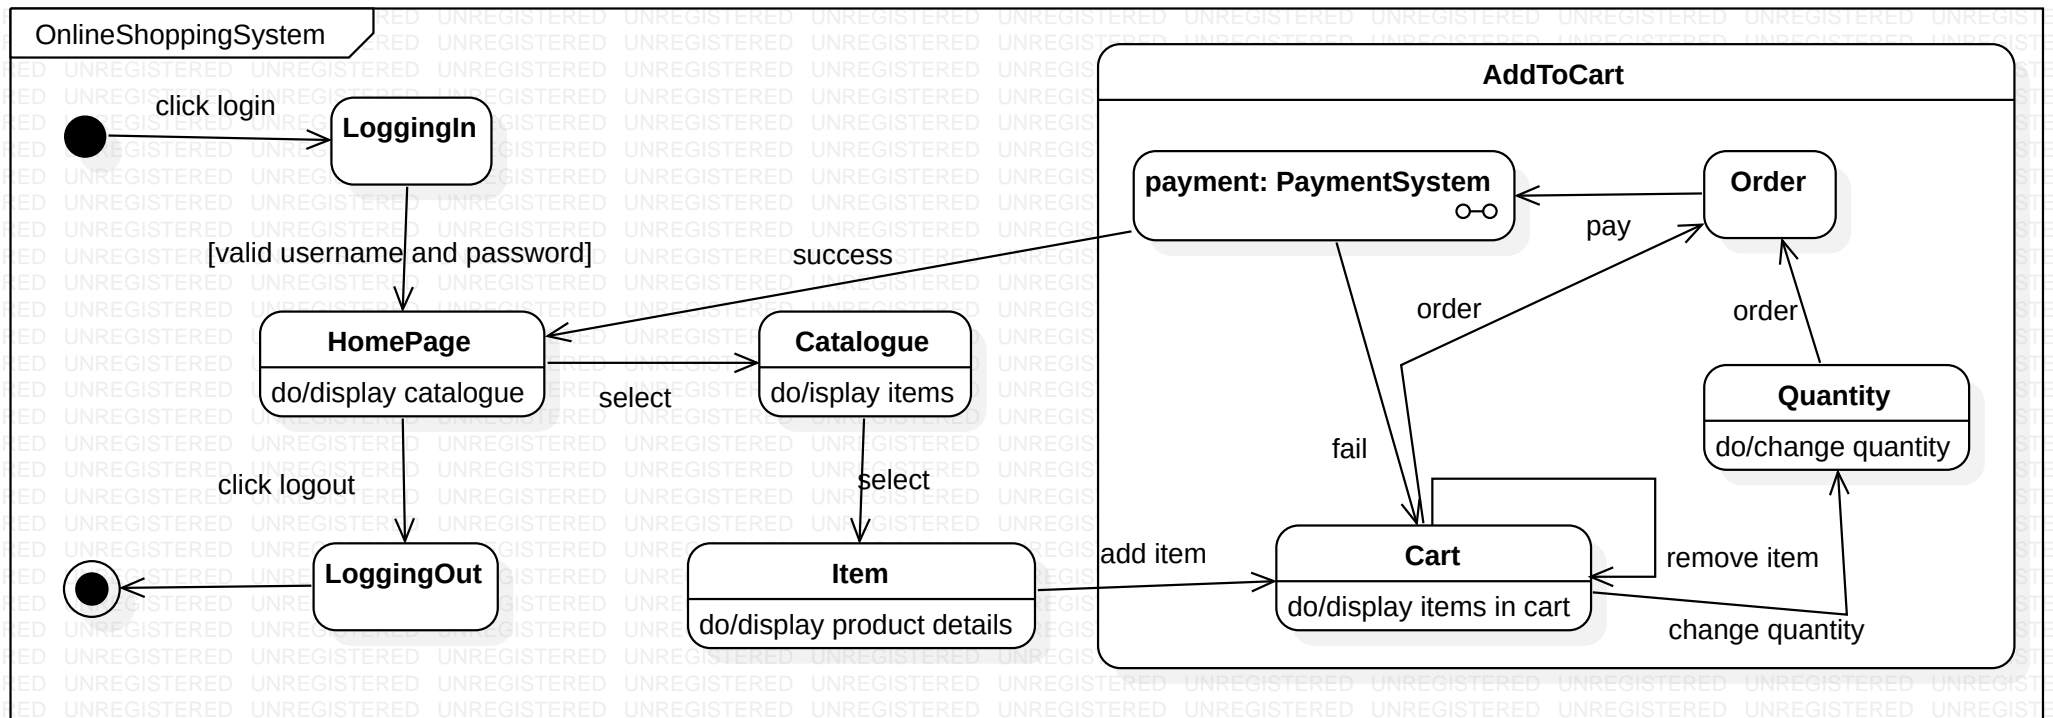 OnlineShoppingSystem
AddToCart
click login
LoggingIn
payment: PaymentSystem
Order
pay
[valid username and password]
success
order
order
HomePage
do/display catalogue
select
Catalogue
do/isplay items
Quantity
do/change quantity
fail
click logout
select
LoggingOut
Item
do/display product details
add item
Cart
do/display items in cart
remove item
change quantity
UNREGISTERED